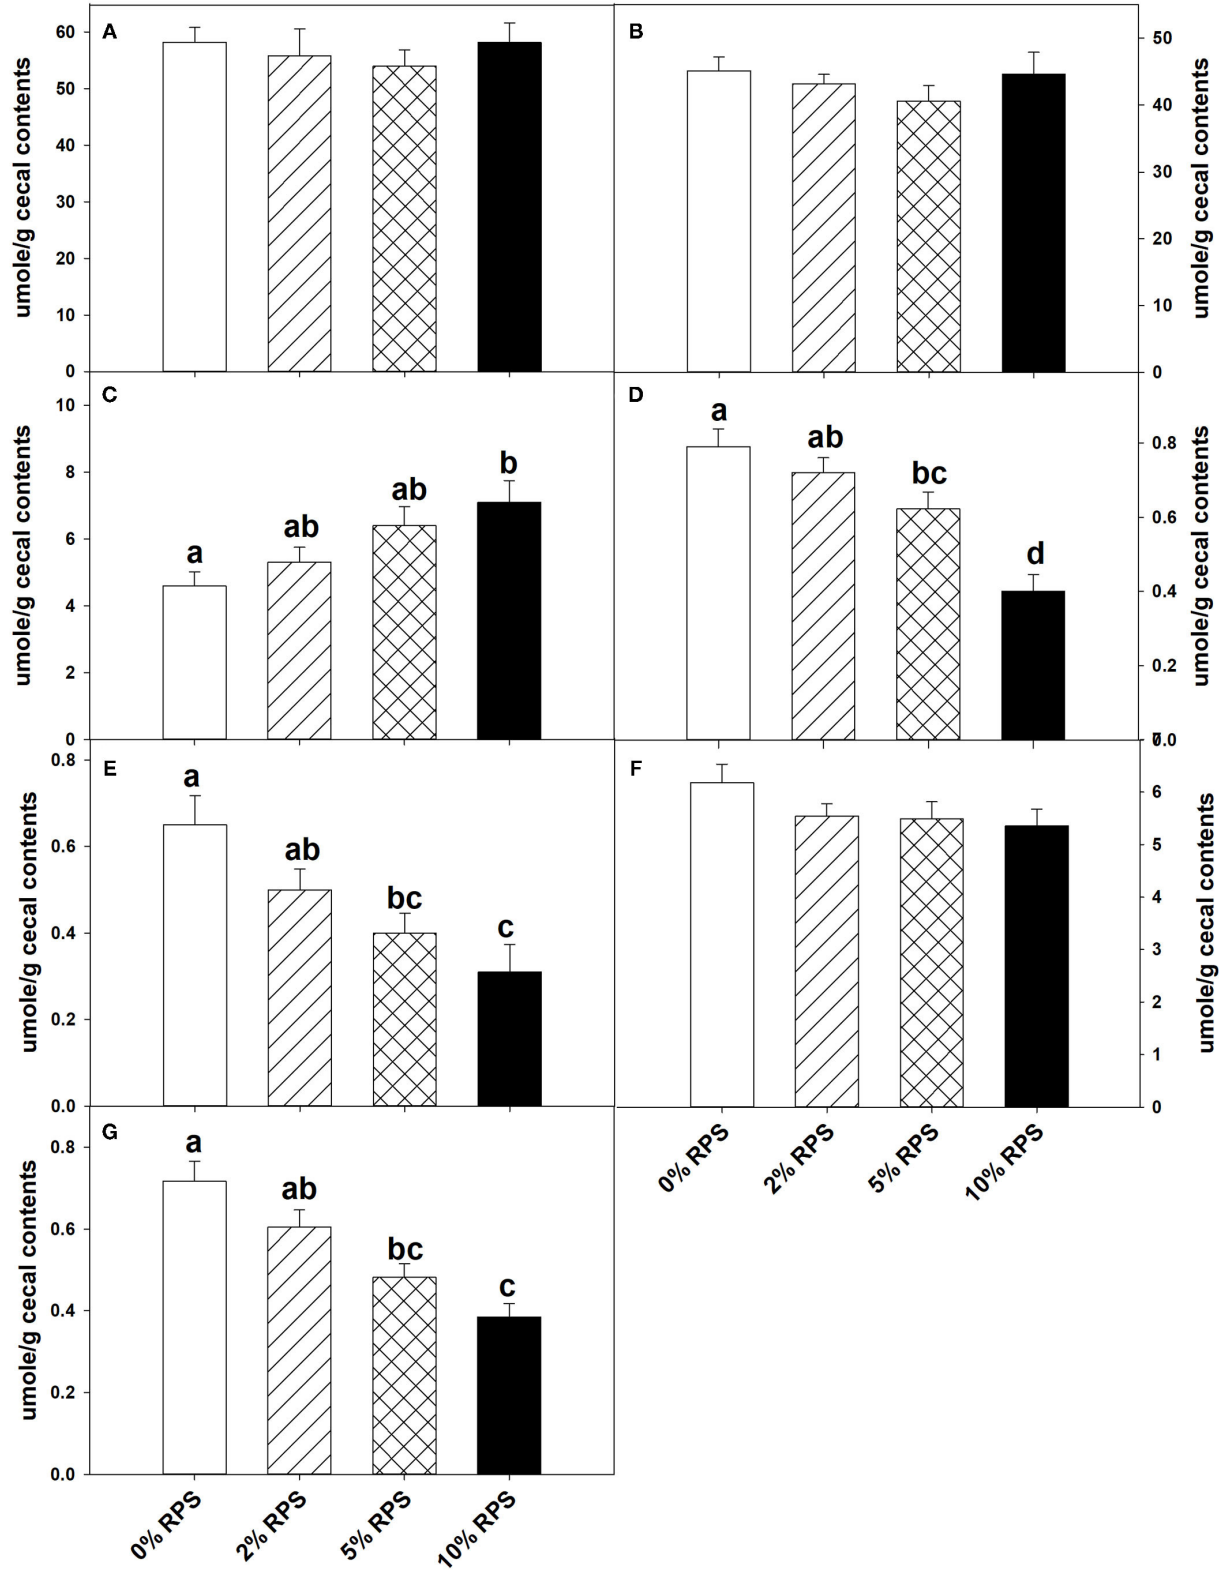 A
60
50
40
30
20
10
0
umole/g cecal contents
B
50
40
30
20
10
0
umole/g cecal contents
C
10
8
6
4
2
0
umole/g cecal contents
a
ab
ab
b
D
0.8
0.6
0.4
0.2
0.0
umole/g cecal contents
a
ab
bc
d
E
0.8
0.6
0.4
0.2
0.0
umole/g cecal contents
a
ab
bc
c
F
7
6
5
4
3
2
1
0
umole/g cecal contents
0% RPS
2% RPS
5% RPS
10% RPS
G
0.8
0.6
0.4
0.2
0.0
umole/g cecal contents
a
ab
bc
c
0% RPS
2% RPS
5% RPS
10% RPS